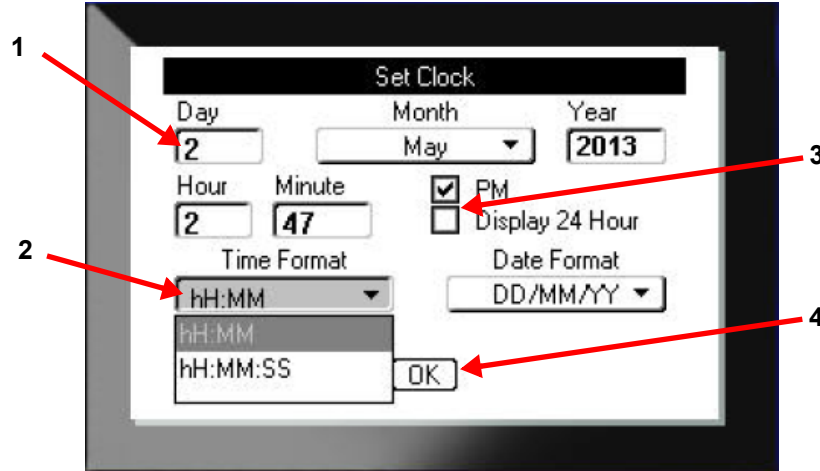 1
Set Clock
Day Month Year
2 May 2013
3
Hour Minute PM
2 47 Display 24 Hour
2
Time Format Date Format
hH:MM DD/MM/YY
hH:MM
4
hH:MM:SS
OK